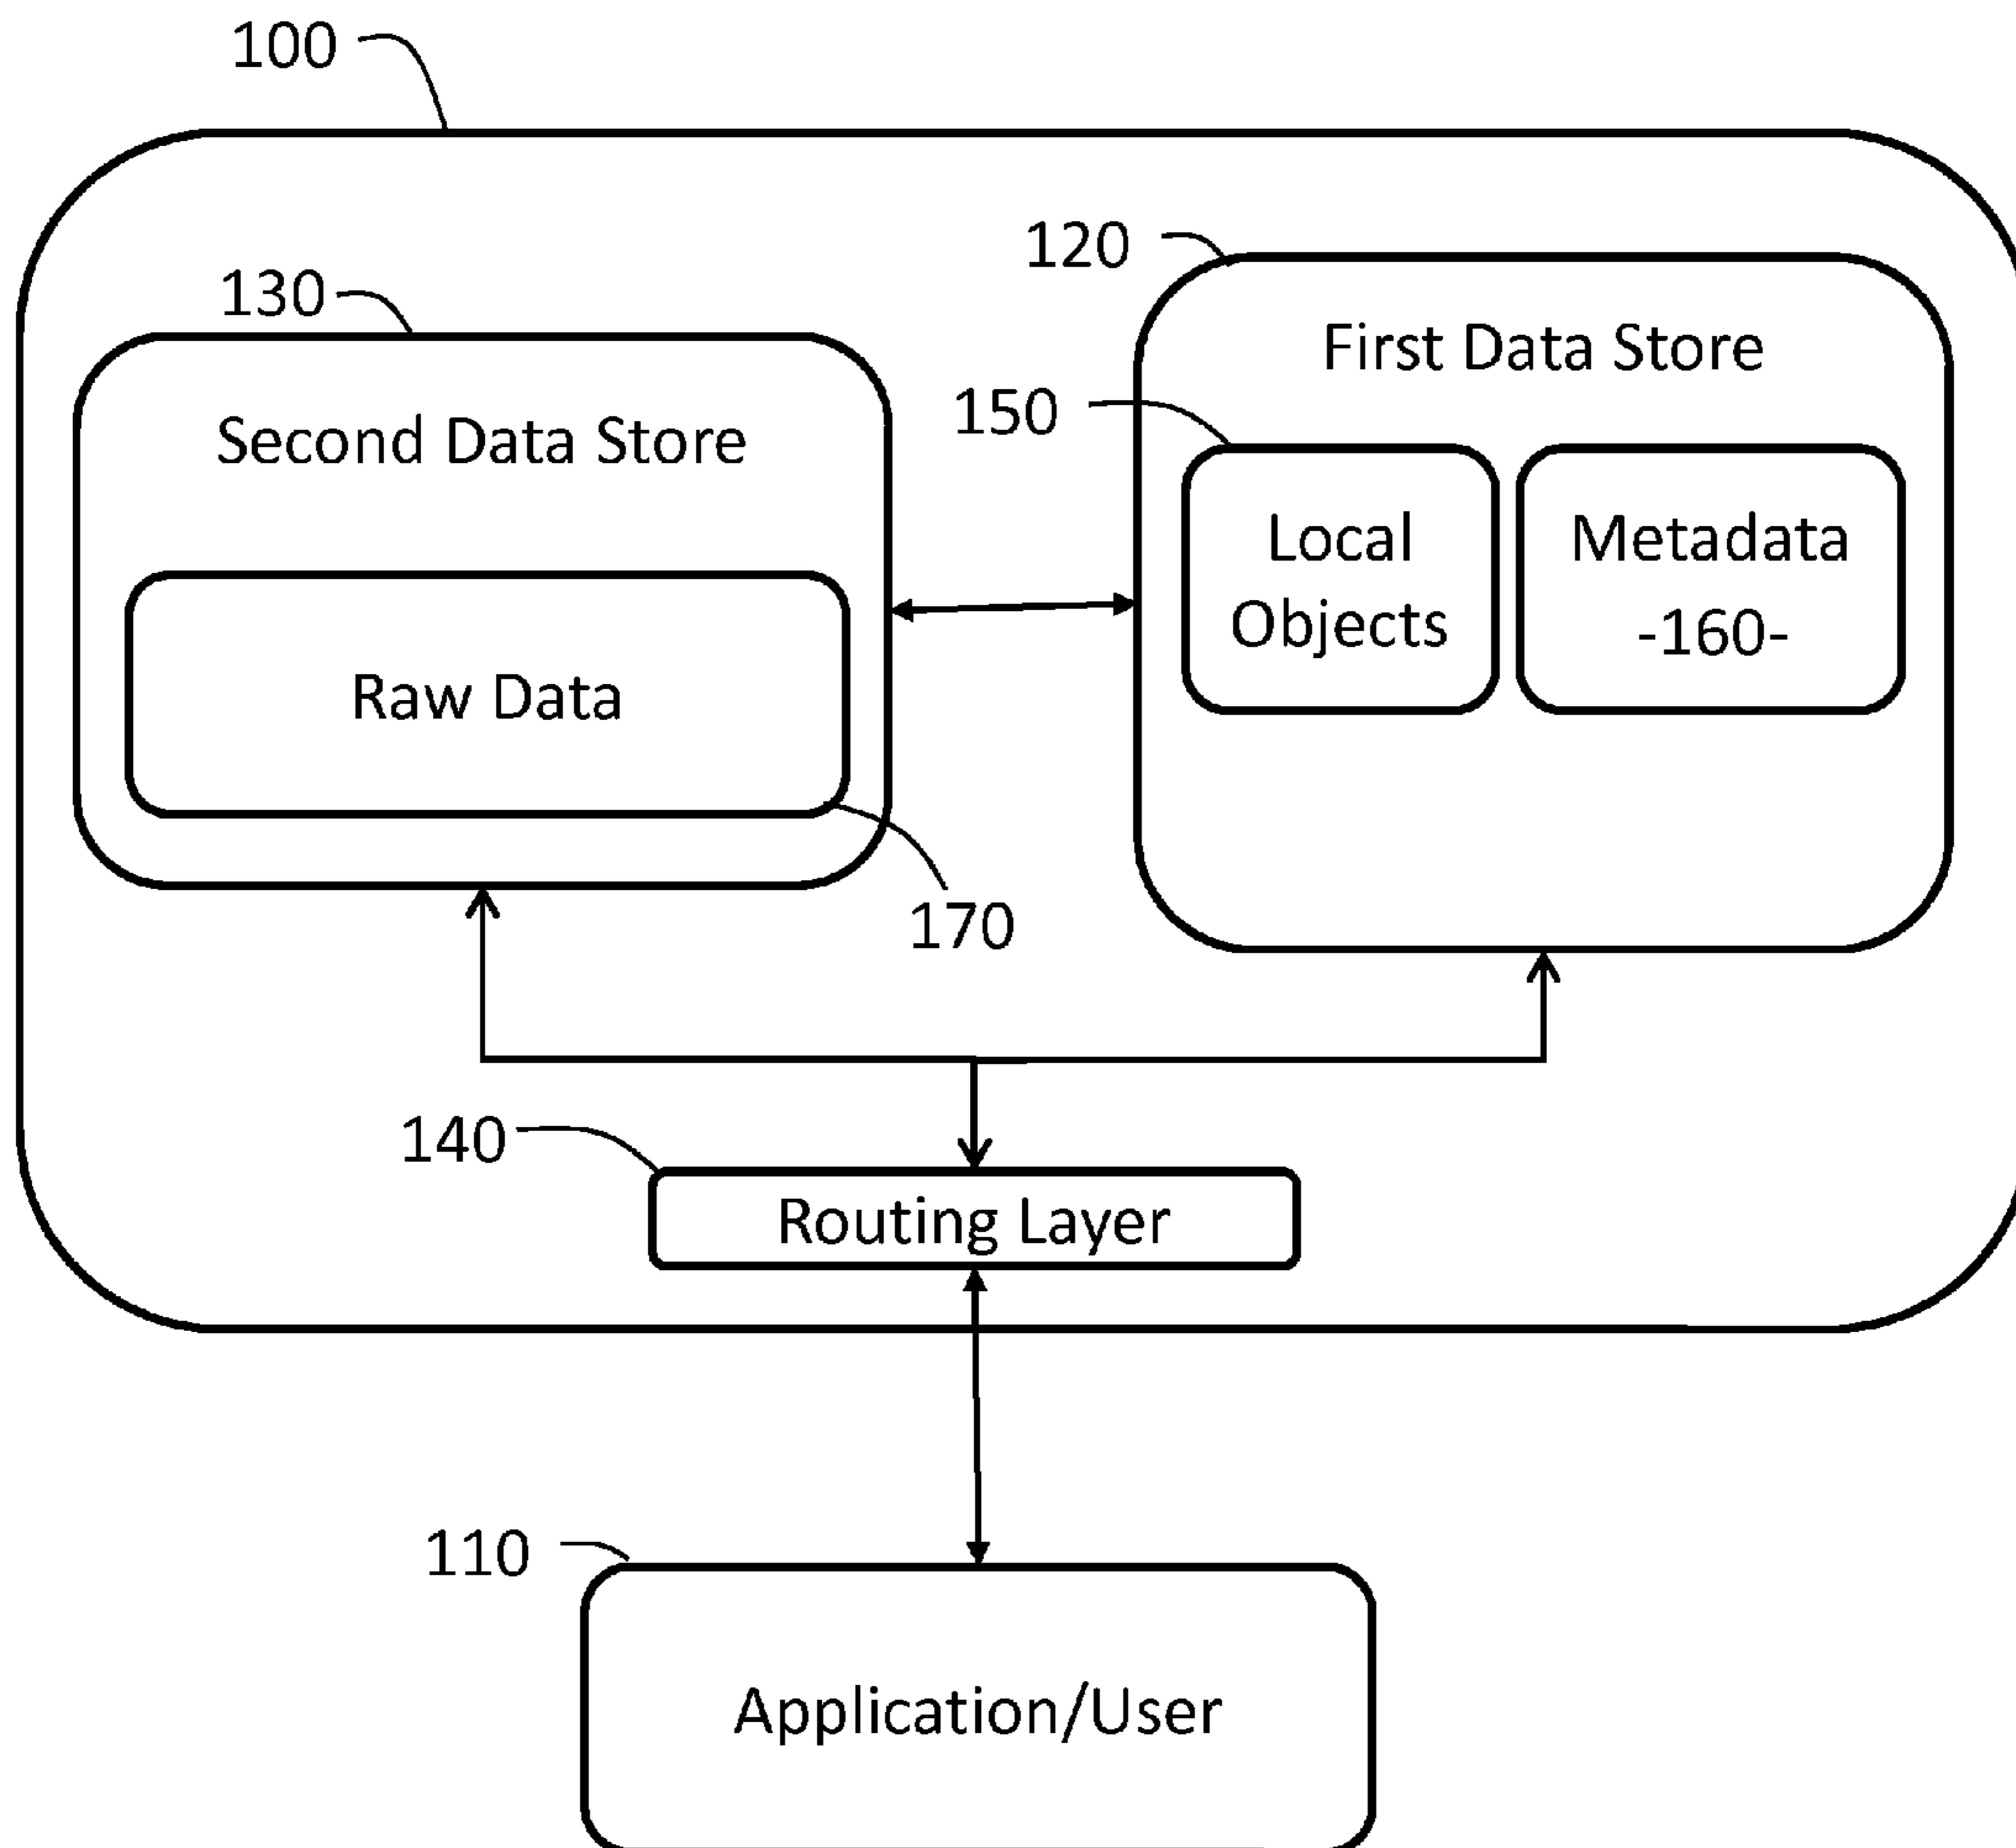 100
120
130
First Data Store
150
Second Data Store
Local
Objects
Metadata
-160-
Raw Data
170
140
Routing Layer
110
Application/User